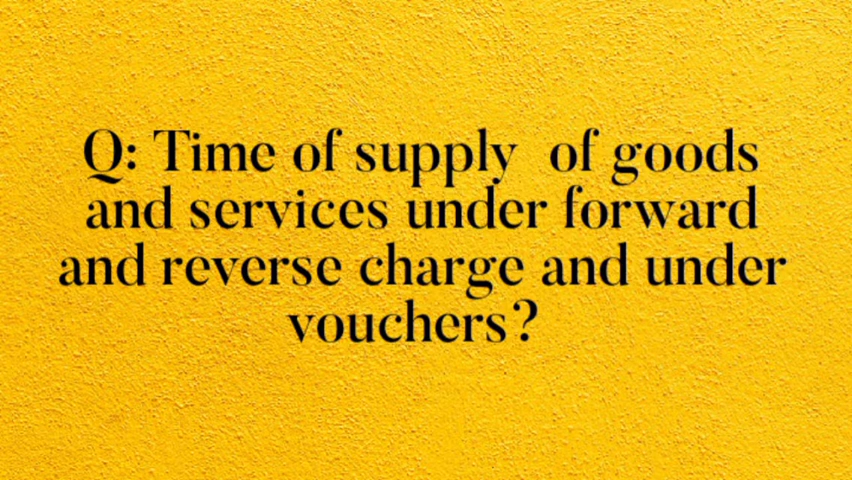 Q: Time of supply of goods
and services under forward
and reverse charge and under
vouchers?